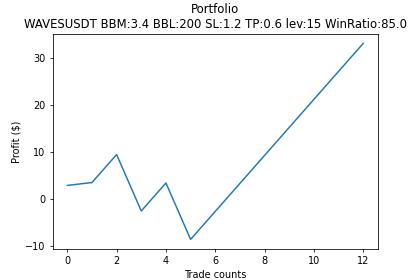 Portfolio
WAVESUSDT BBM:3.4 BBL:200 SL:1.2 TP:0.6 lev:15 WinRatio:85.0
Profit ($)
30
20
10
0
−10
0 2 4 6 8 10 12
Trade counts